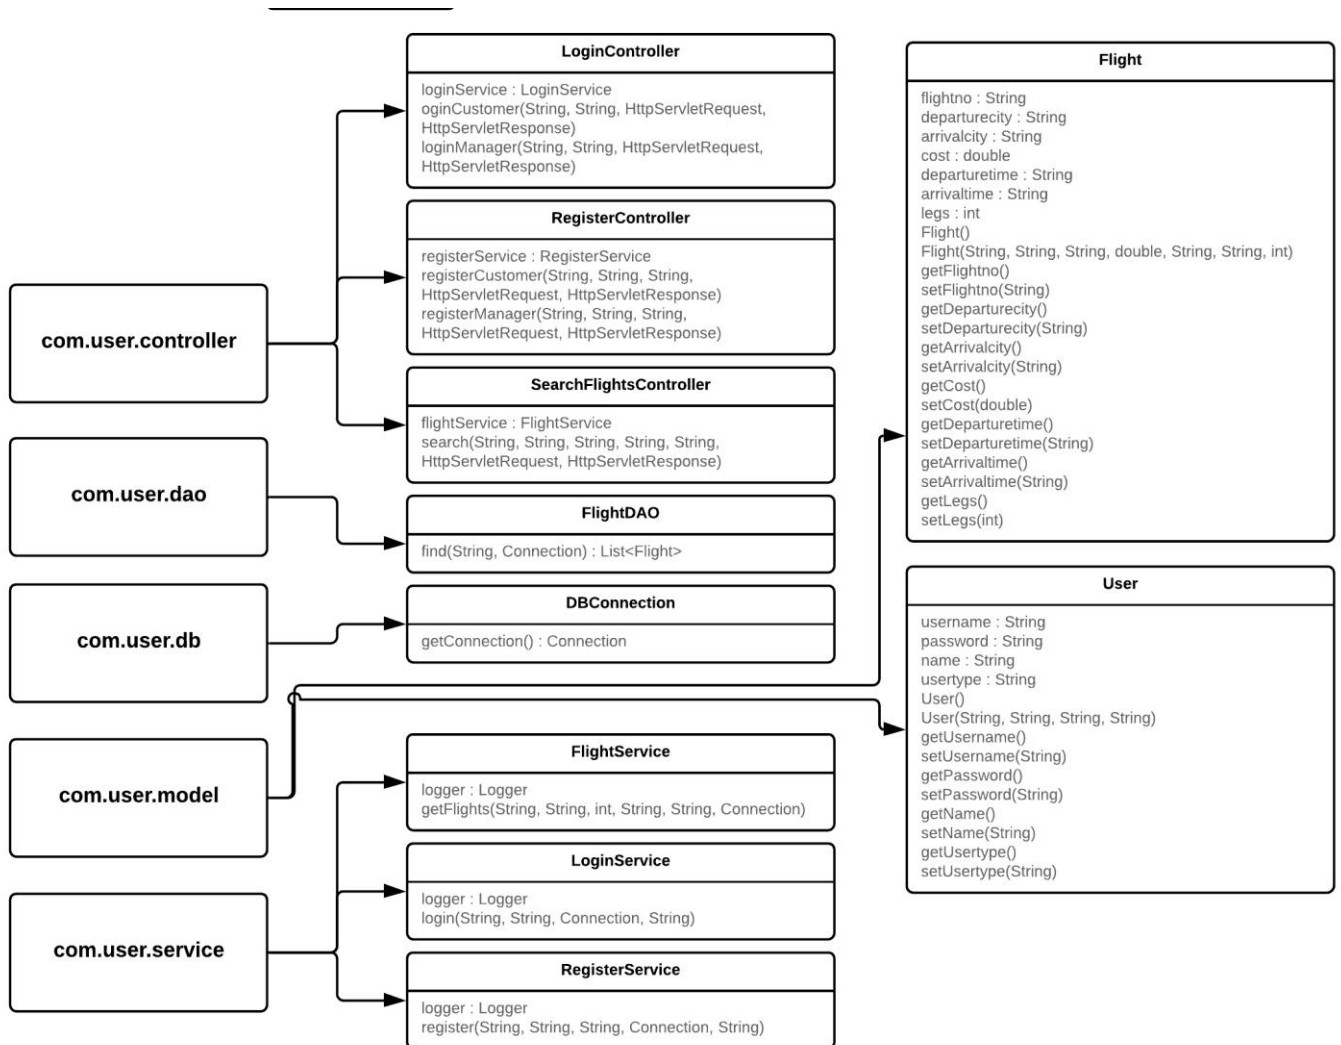 com.user.controller
com.user.dao
com.user.db
com.user.model
com.user.service
LoginController
loginService : LoginService
oginCustomer(String, String, HttpServletRequest,
HttpServletResponse)
loginManager(String, String, HttpServletRequest,
HttpServletResponse)
RegisterController
registerService : RegisterService
registerCustomer(String, String, String,
HttpServletRequest, HttpServletResponse)
registerManager(String, String, String,
HttpServletRequest, HttpServletResponse)
SearchFlightsController
flightService : FlightService
search(String, String, String, String, String,
HttpServletRequest, HttpServletResponse)
FlightDAO
find(String, Connection) : List<Flight>
DBConnection
getConnection() : Connection
FlightService
logger : Logger
getFlights(String, String, int, String, String, Connection)
LoginService
logger : Logger
login(String, String, Connection, String)
RegisterService
logger : Logger
register(String, String, String, Connection, String)
Flight
flightno : String
departurecity : String
arrivalcity : String
cost : double
departuretime : String
arrivaltime : String
legs : int
Flight()
Flight(String, String, String, double, String, String, int)
getFlightno()
setFlightno(String)
getDeparturecity()
setDeparturecity(String)
getArrivalcity()
setArrivalcity(String)
getCost()
setCost(double)
getDeparturetime()
setDeparturetime(String)
getArrivaltime()
setArrivaltime(String)
getLegs()
setLegs(int)
User
username : String
password : String
name : String
usertype : String
User()
User(String, String, String, String)
getUsername()
setUsername(String)
getPassword()
setPassword(String)
getName()
setName(String)
getUsertype()
setUsertype(String)